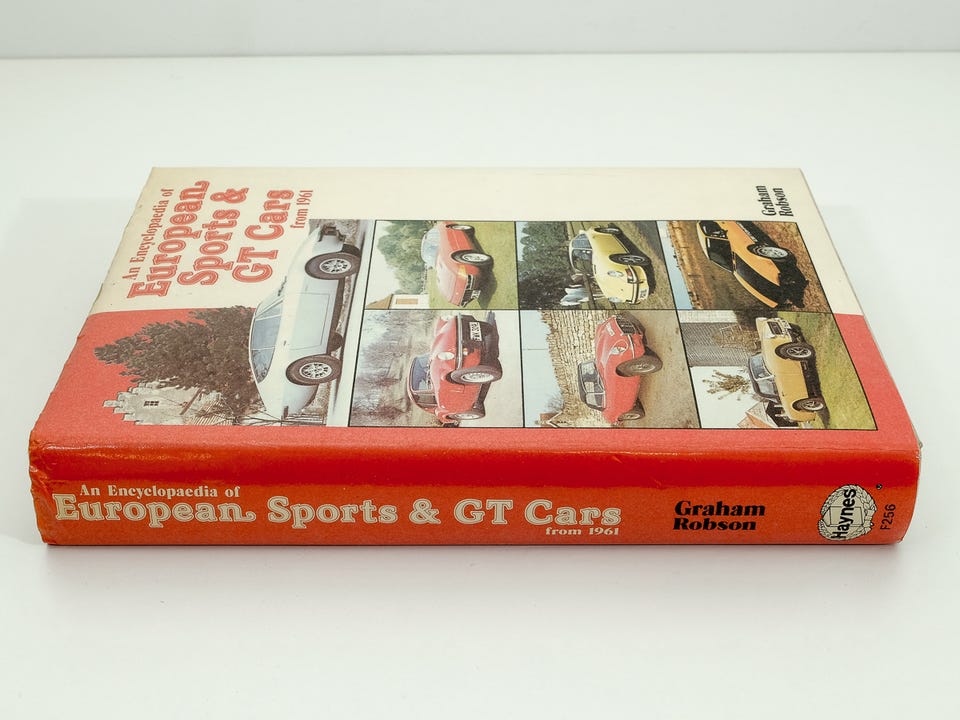 An Encyclopaedia of
European
Sports &
GT Cars
from 1961
Graham
Robson
An Encyclopaedia of
European Sports & GT Cars
from 1961
Graham
Robson
Haynes
F256